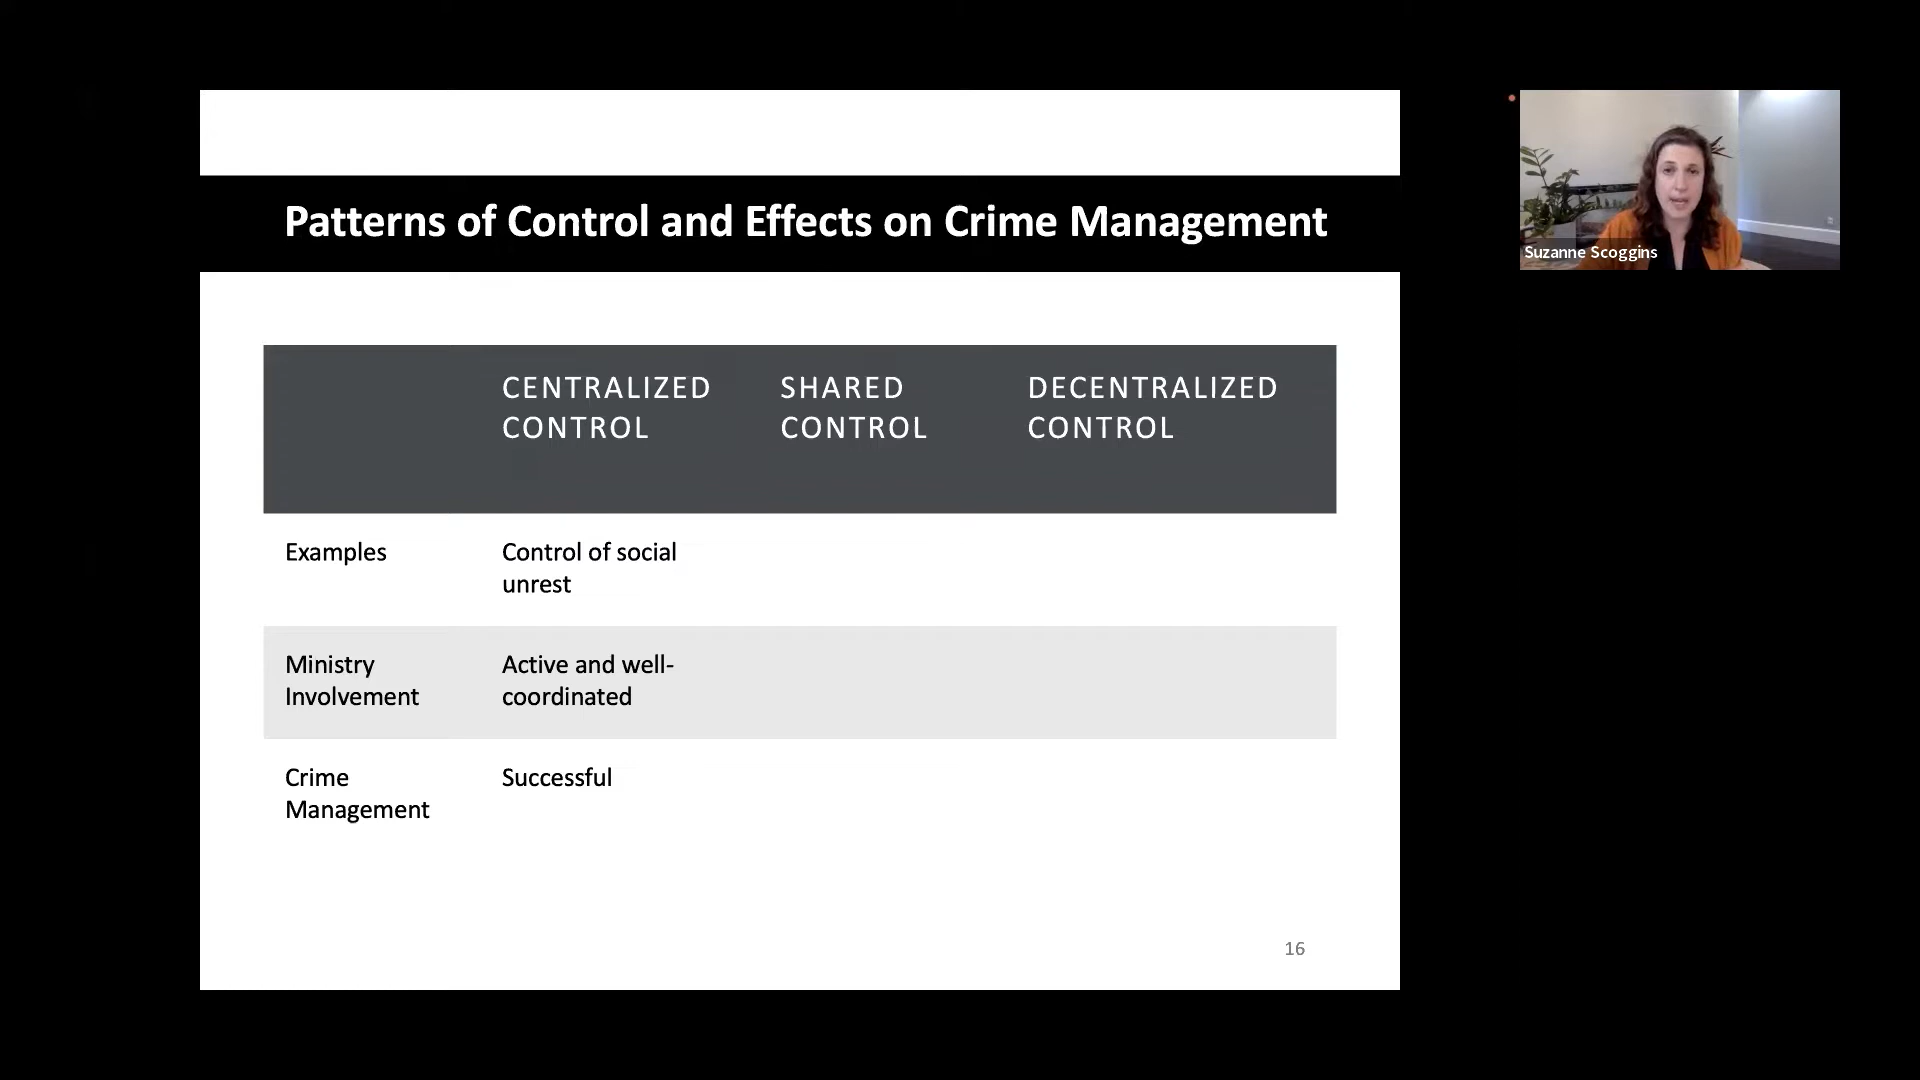 Patterns of Control and Effects on Crime Management
CENTRALIZED CONTROL
SHARED CONTROL
DECENTRALIZED CONTROL
Examples
Control of social
unrest
Ministry
Involvement
Active and well-
coordinated
Crime
Management
Successful
16
Suzanne Scoggins